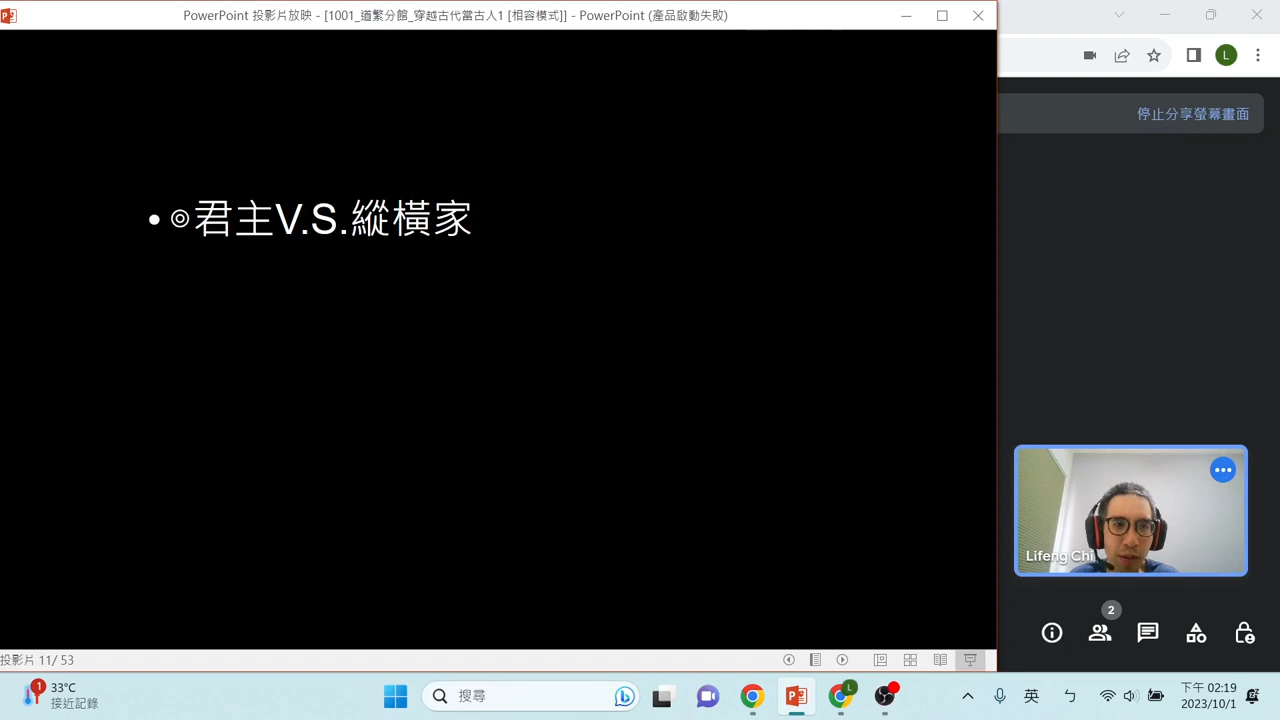 PowerPoint 投影片放映 - [1001_道繁分館_穿越古代當古人1 [相容模式]] - PowerPoint (產品啟動失敗)
L
停止分享螢幕畫面
• ◎君主V.S.縱橫家
Lifeng Chi
2
投影片 11/ 53
1
33°C
接近記錄
搜尋
L
英
ㄅ
下午 02:19
2023/10/1